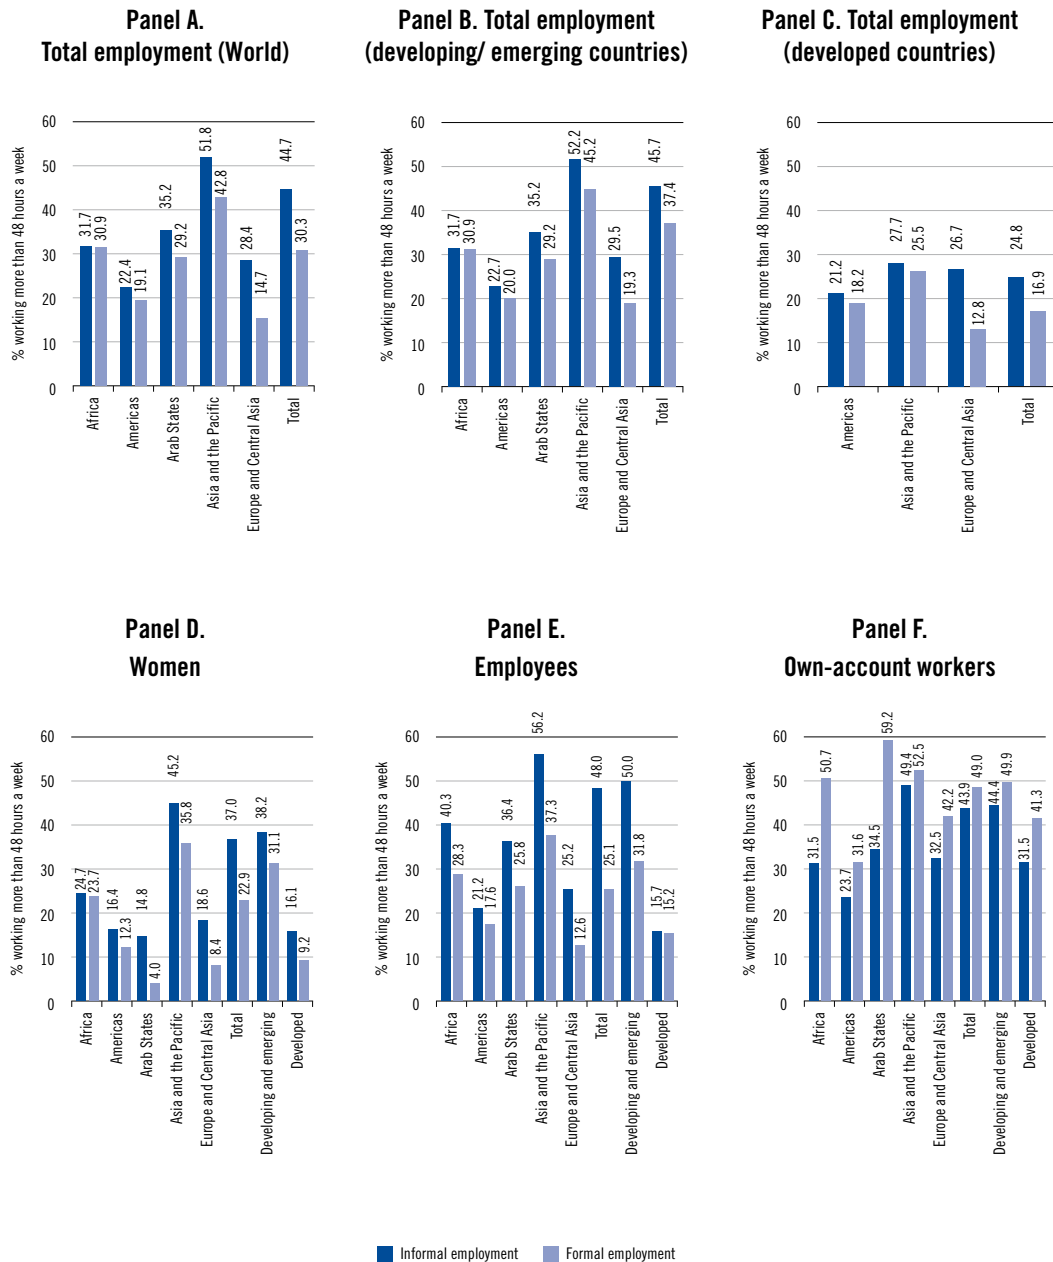 Panel A.
Total employment (World)
% working more than 48 hours a week
60
50
40
30
20
10
0
31.7
30.9
22.4
19.1
35.2
29.2
51.8
42.8
28.4
14.7
44.7
30.3
Africa
Americas
Arab States
Asia and the Pacific
Europe and Central Asia
Total
Panel B. Total employment
(developing/ emerging countries)
% working more than 48 hours a week
60
50
40
30
20
10
0
31.7
30.9
22.7
20.0
35.2
29.2
52.2
45.2
29.5
19.3
45.7
37.4
Africa
Americas
Arab States
Asia and the Pacific
Europe and Central Asia
Total
Panel C. Total employment
(developed countries)
% working more than 48 hours a week
60
50
40
30
20
10
0
21.2
18.2
27.7
25.5
26.7
12.8
24.8
16.9
Americas
Asia and the Pacific
Europe and Central Asia
Total
Panel D.
Women
% working more than 48 hours a week
60
50
40
30
20
10
0
24.7
23.7
16.4
12.3
14.8
4.0
45.2
35.8
18.6
8.4
37.0
22.9
38.2
31.1
16.1
9.2
Africa
Americas
Arab States
Asia and the Pacific
Europe and Central Asia
Total
Developing and emerging
Developed
Panel E.
Employees
% working more than 48 hours a week
60
50
40
30
20
10
0
40.3
28.3
21.2
17.6
36.4
25.8
56.2
37.3
25.2
12.6
48.0
25.1
50.0
31.8
15.7
15.2
Africa
Americas
Arab States
Asia and the Pacific
Europe and Central Asia
Total
Developing and emerging
Developed
Panel F.
Own-account workers
% working more than 48 hours a week
60
50
40
30
20
10
0
31.5
50.7
23.7
31.6
34.5
59.2
49.4
52.5
32.5
42.2
43.9
49.0
44.4
49.9
31.5
41.3
Africa
Americas
Arab States
Asia and the Pacific
Europe and Central Asia
Total
Developing and emerging
Developed
Informal employment
Formal employment